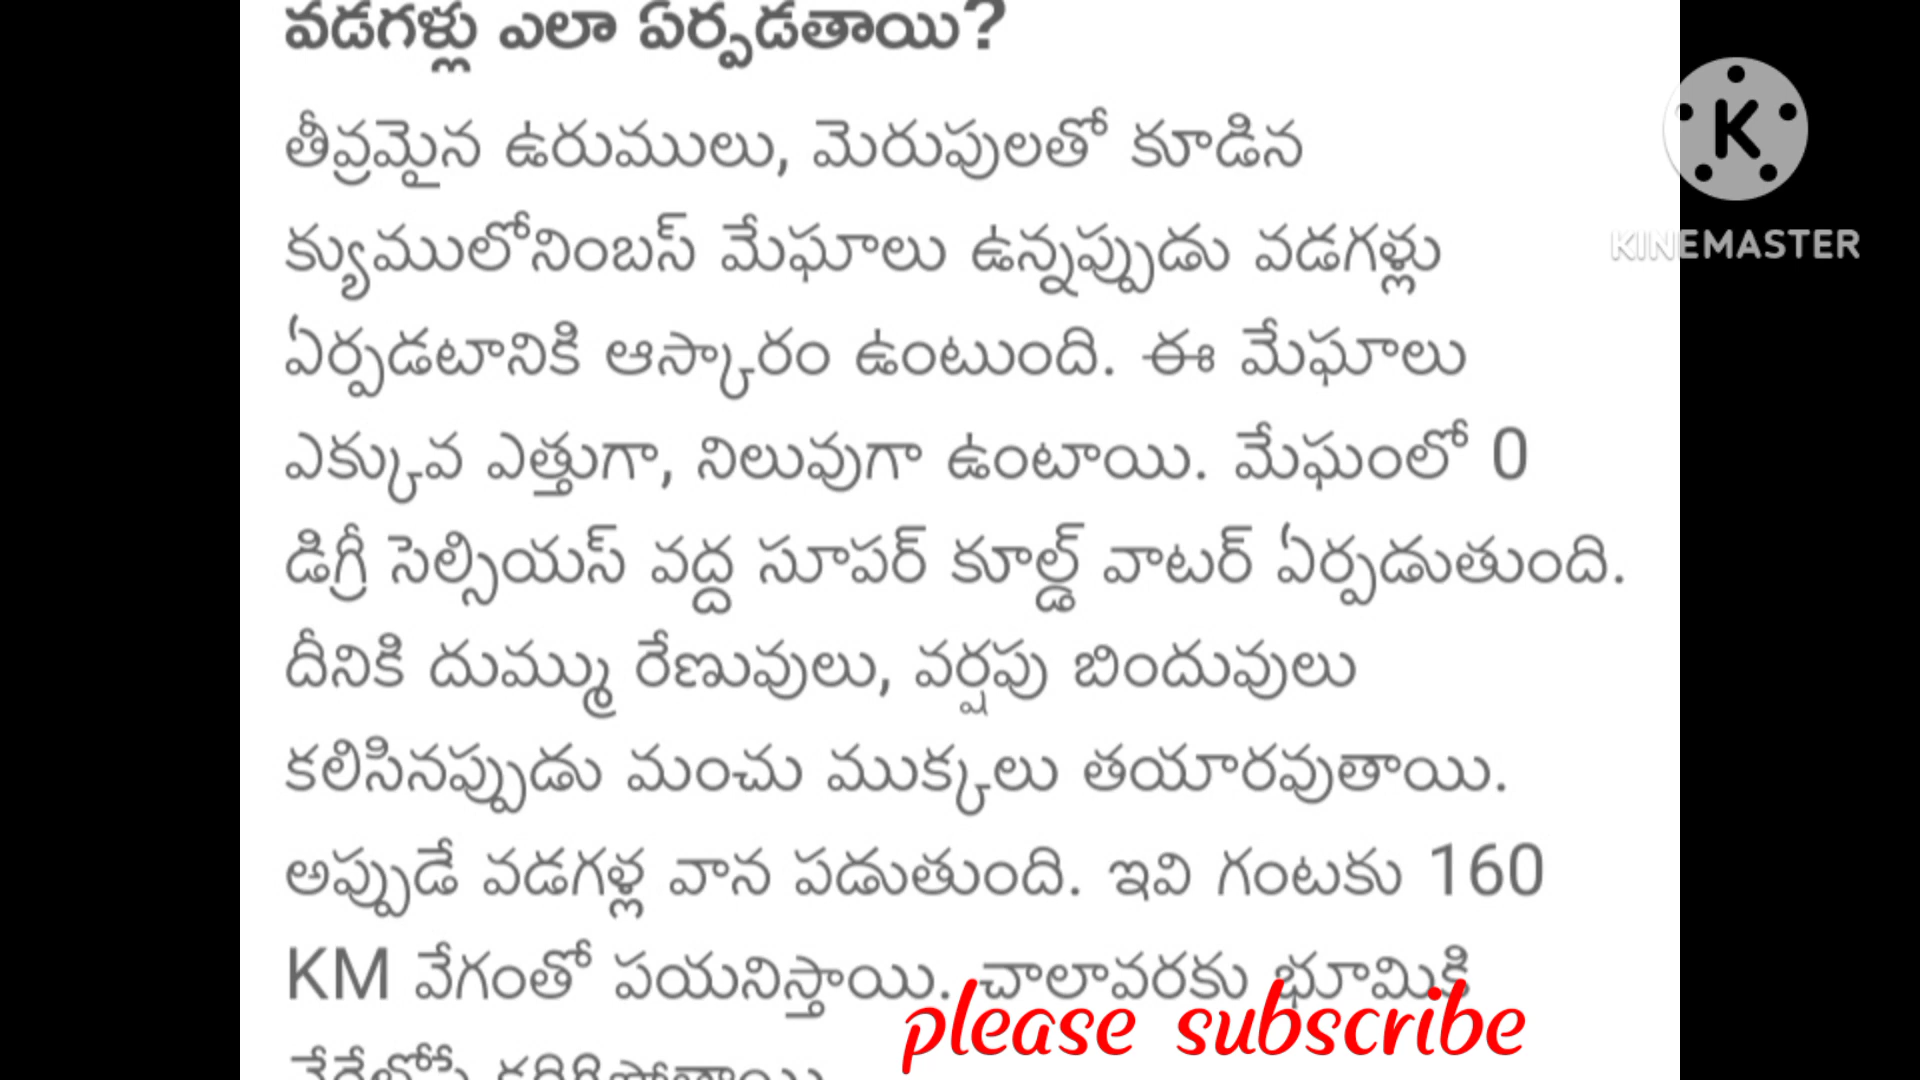 వడగళ్లు ఎలా ఏర్పడతాయి?
తీవ్రమైన ఉరుములు, మెరుపులతో కూడిన
క్యుములోనింబస్ మేఘాలు ఉన్నప్పుడు వడగళ్లు
ఏర్పడటానికి ఆస్కారం ఉంటుంది. ఈ మేఘాలు
ఎక్కువ ఎత్తుగా, నిలువుగా ఉంటాయి. మేఘంలో 0
డిగ్రీ సెల్సియస్ వద్ద సూపర్ కూల్డ్ వాటర్ ఏర్పడుతుంది.
దీనికి దుమ్ము రేణువులు, వర్షపు బిందువులు
కలిసినప్పుడు మంచు ముక్కలు తయారవుతాయి.
అప్పుడే వడగళ్ల వాన పడుతుంది. ఇవి గంటకు 160
KM వేగంతో పయనిస్తాయి. చాలావరకు భూమికి
please subscribe
K
KINEMASTER